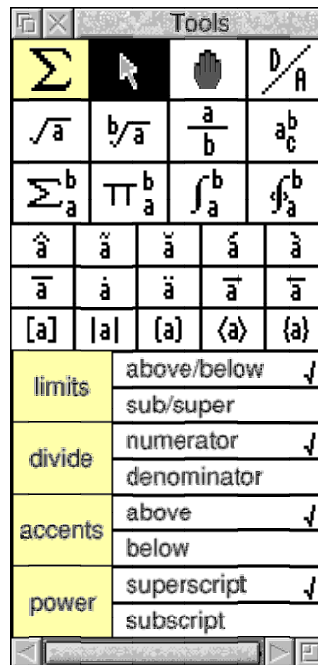 Tools
Σ D/A
√a b√a a/b a b c
Σ b a Π b a ∫ b a ∮ b a
â ã ă á à
ā ȧ ä a⃗ a⃖
[a] |a| (a) ⟨a⟩ {a}
limits
above/below √
sub/super
divide
numerator √
denominator
accents
above √
below
power
superscript √
subscript